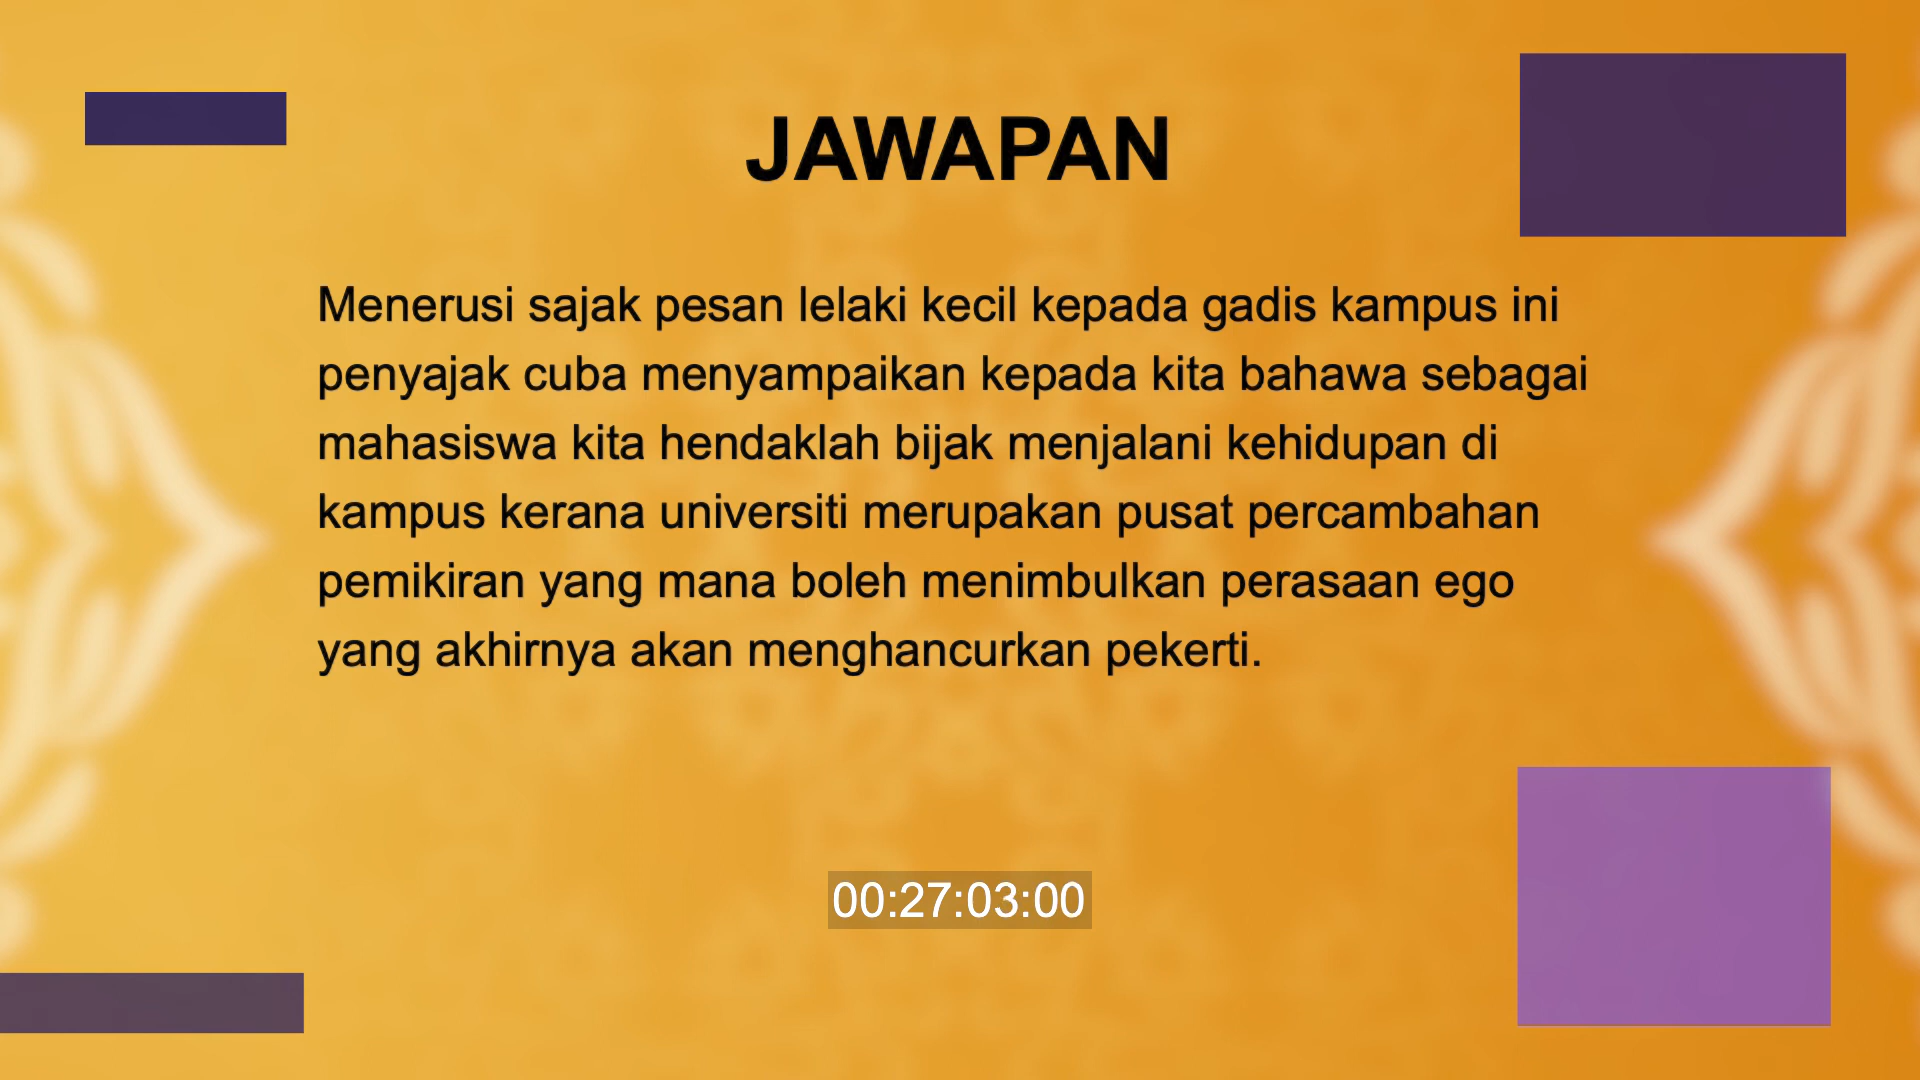 JAWAPAN
Menerusi sajak pesan lelaki kecil kepada gadis kampus ini
penyajak cuba menyampaikan kepada kita bahawa sebagai
mahasiswa kita hendaklah bijak menjalani kehidupan di
kampus kerana universiti merupakan pusat percambahan
pemikiran yang mana boleh menimbulkan perasaan ego
yang akhirnya akan menghancurkan pekerti.
00:27:03:00